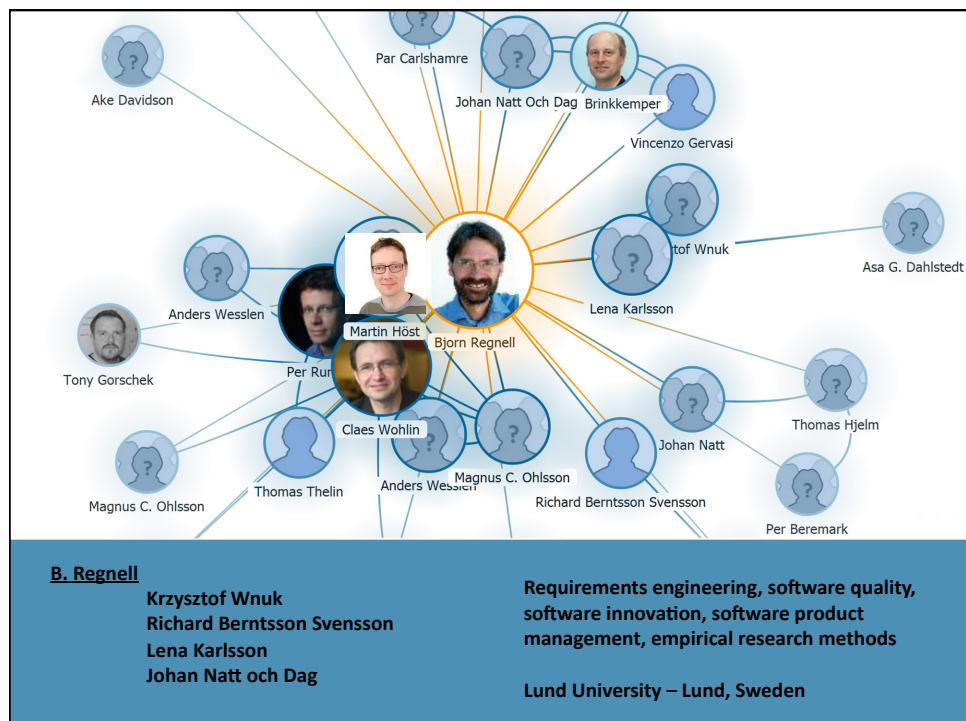 Par Carlshamre
Ake Davidson
Johan Natt Och Dag
Brinkkemper
Vincenzo Gervasi
tof Wnuk
Asa G. Dahlstedt
Lena Karlsson
Anders Wesslen
Martin Höst
Bjorn Regnell
Per Run
Tony Gorschek
Claes Wohlin
Thomas Hjelm
Johan Natt
Magnus C. Ohlsson
Thomas Thelin
Anders Wesslen
Magnus C. Ohlsson
Richard Berntsson Svensson
Per Beremark
B. Regnell
Krzysztof Wnuk
Richard Berntsson Svensson
Lena Karlsson
Johan Natt och Dag
Requirements engineering, software quality,
software innovation, software product
management, empirical research methods
Lund University – Lund, Sweden